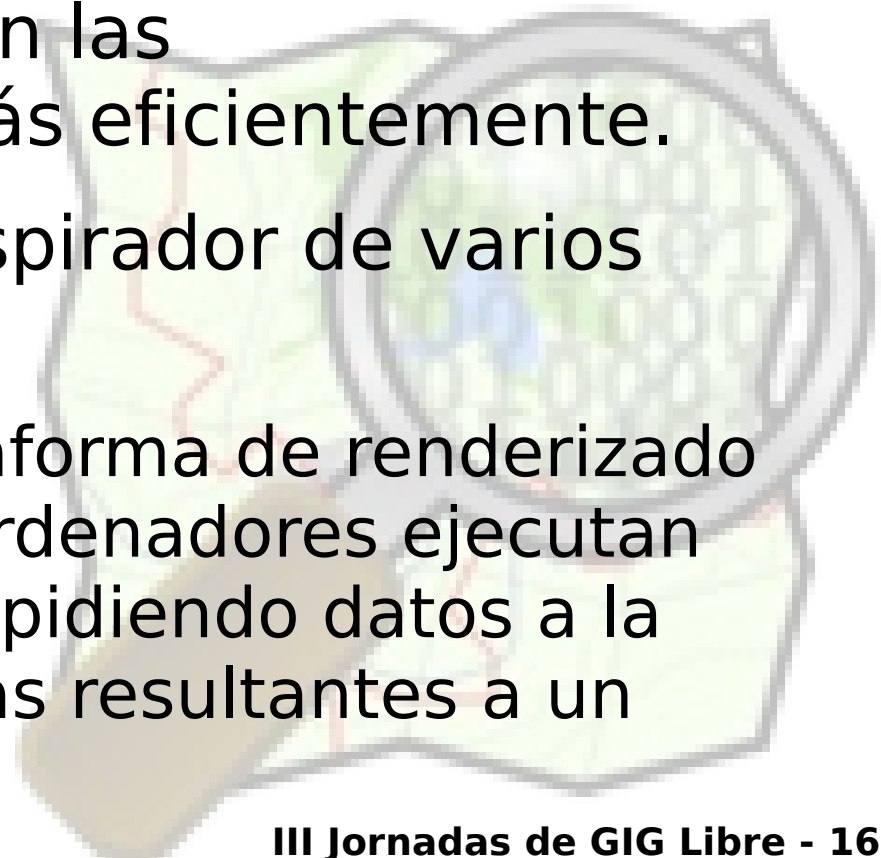 n las
ás eficientemente.
spirador de varios
nforma de renderizado
rdenadores ejecutan
pidiendo datos a la
as resultantes a un
III Jornadas de GIG Libre - 16